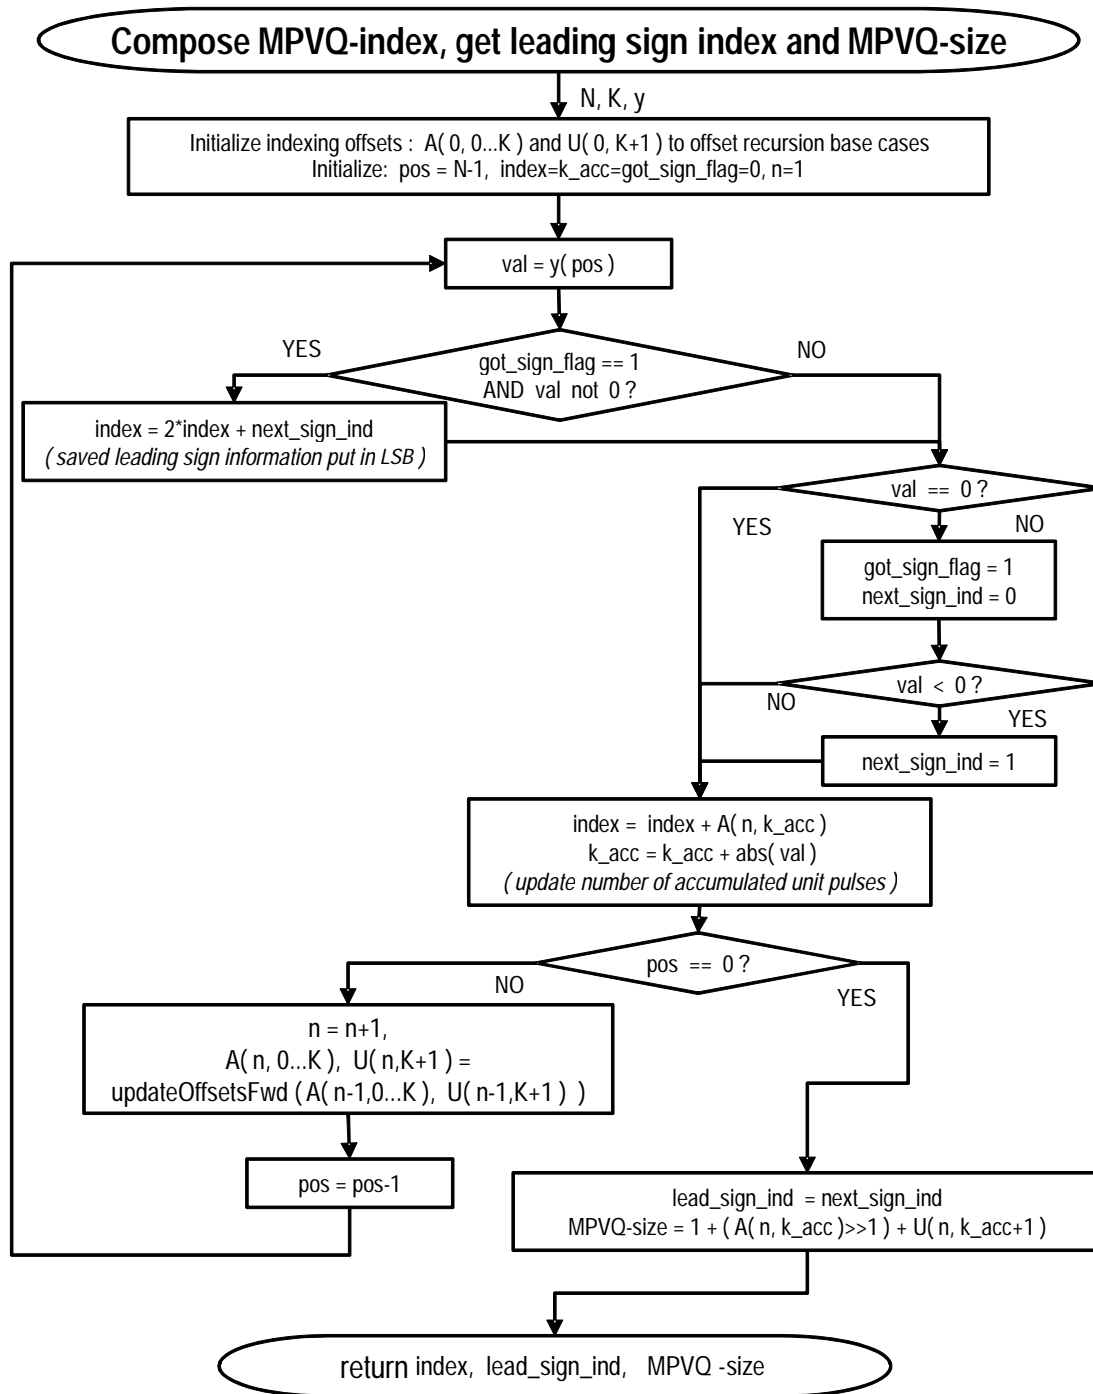 Compose MPVQ-index, get leading sign index and MPVQ-size
N, K, y
Initialize indexing offsets : A( 0, 0...K ) and U( 0, K+1 ) to offset recursion base cases
Initialize: pos = N-1, index=k_acc=got_sign_flag=0, n=1
val = y( pos )
YES
got_sign_flag == 1
AND val not 0 ?
NO
index = 2*index + next_sign_ind
( saved leading sign information put in LSB )
val == 0 ?
YES
NO
got_sign_flag = 1
next_sign_ind = 0
val < 0 ?
NO
YES
next_sign_ind = 1
index = index + A( n, k_acc )
k_acc = k_acc + abs( val )
( update number of accumulated unit pulses )
pos == 0 ?
NO
YES
n = n+1,
A( n, 0...K ), U( n,K+1 ) =
updateOffsetsFwd ( A( n-1,0...K ), U( n-1,K+1 ) )
pos = pos-1
lead_sign_ind = next_sign_ind
MPVQ-size = 1 + ( A( n, k_acc )>>1 ) + U( n, k_acc+1 )
return index, lead_sign_ind, MPVQ -size